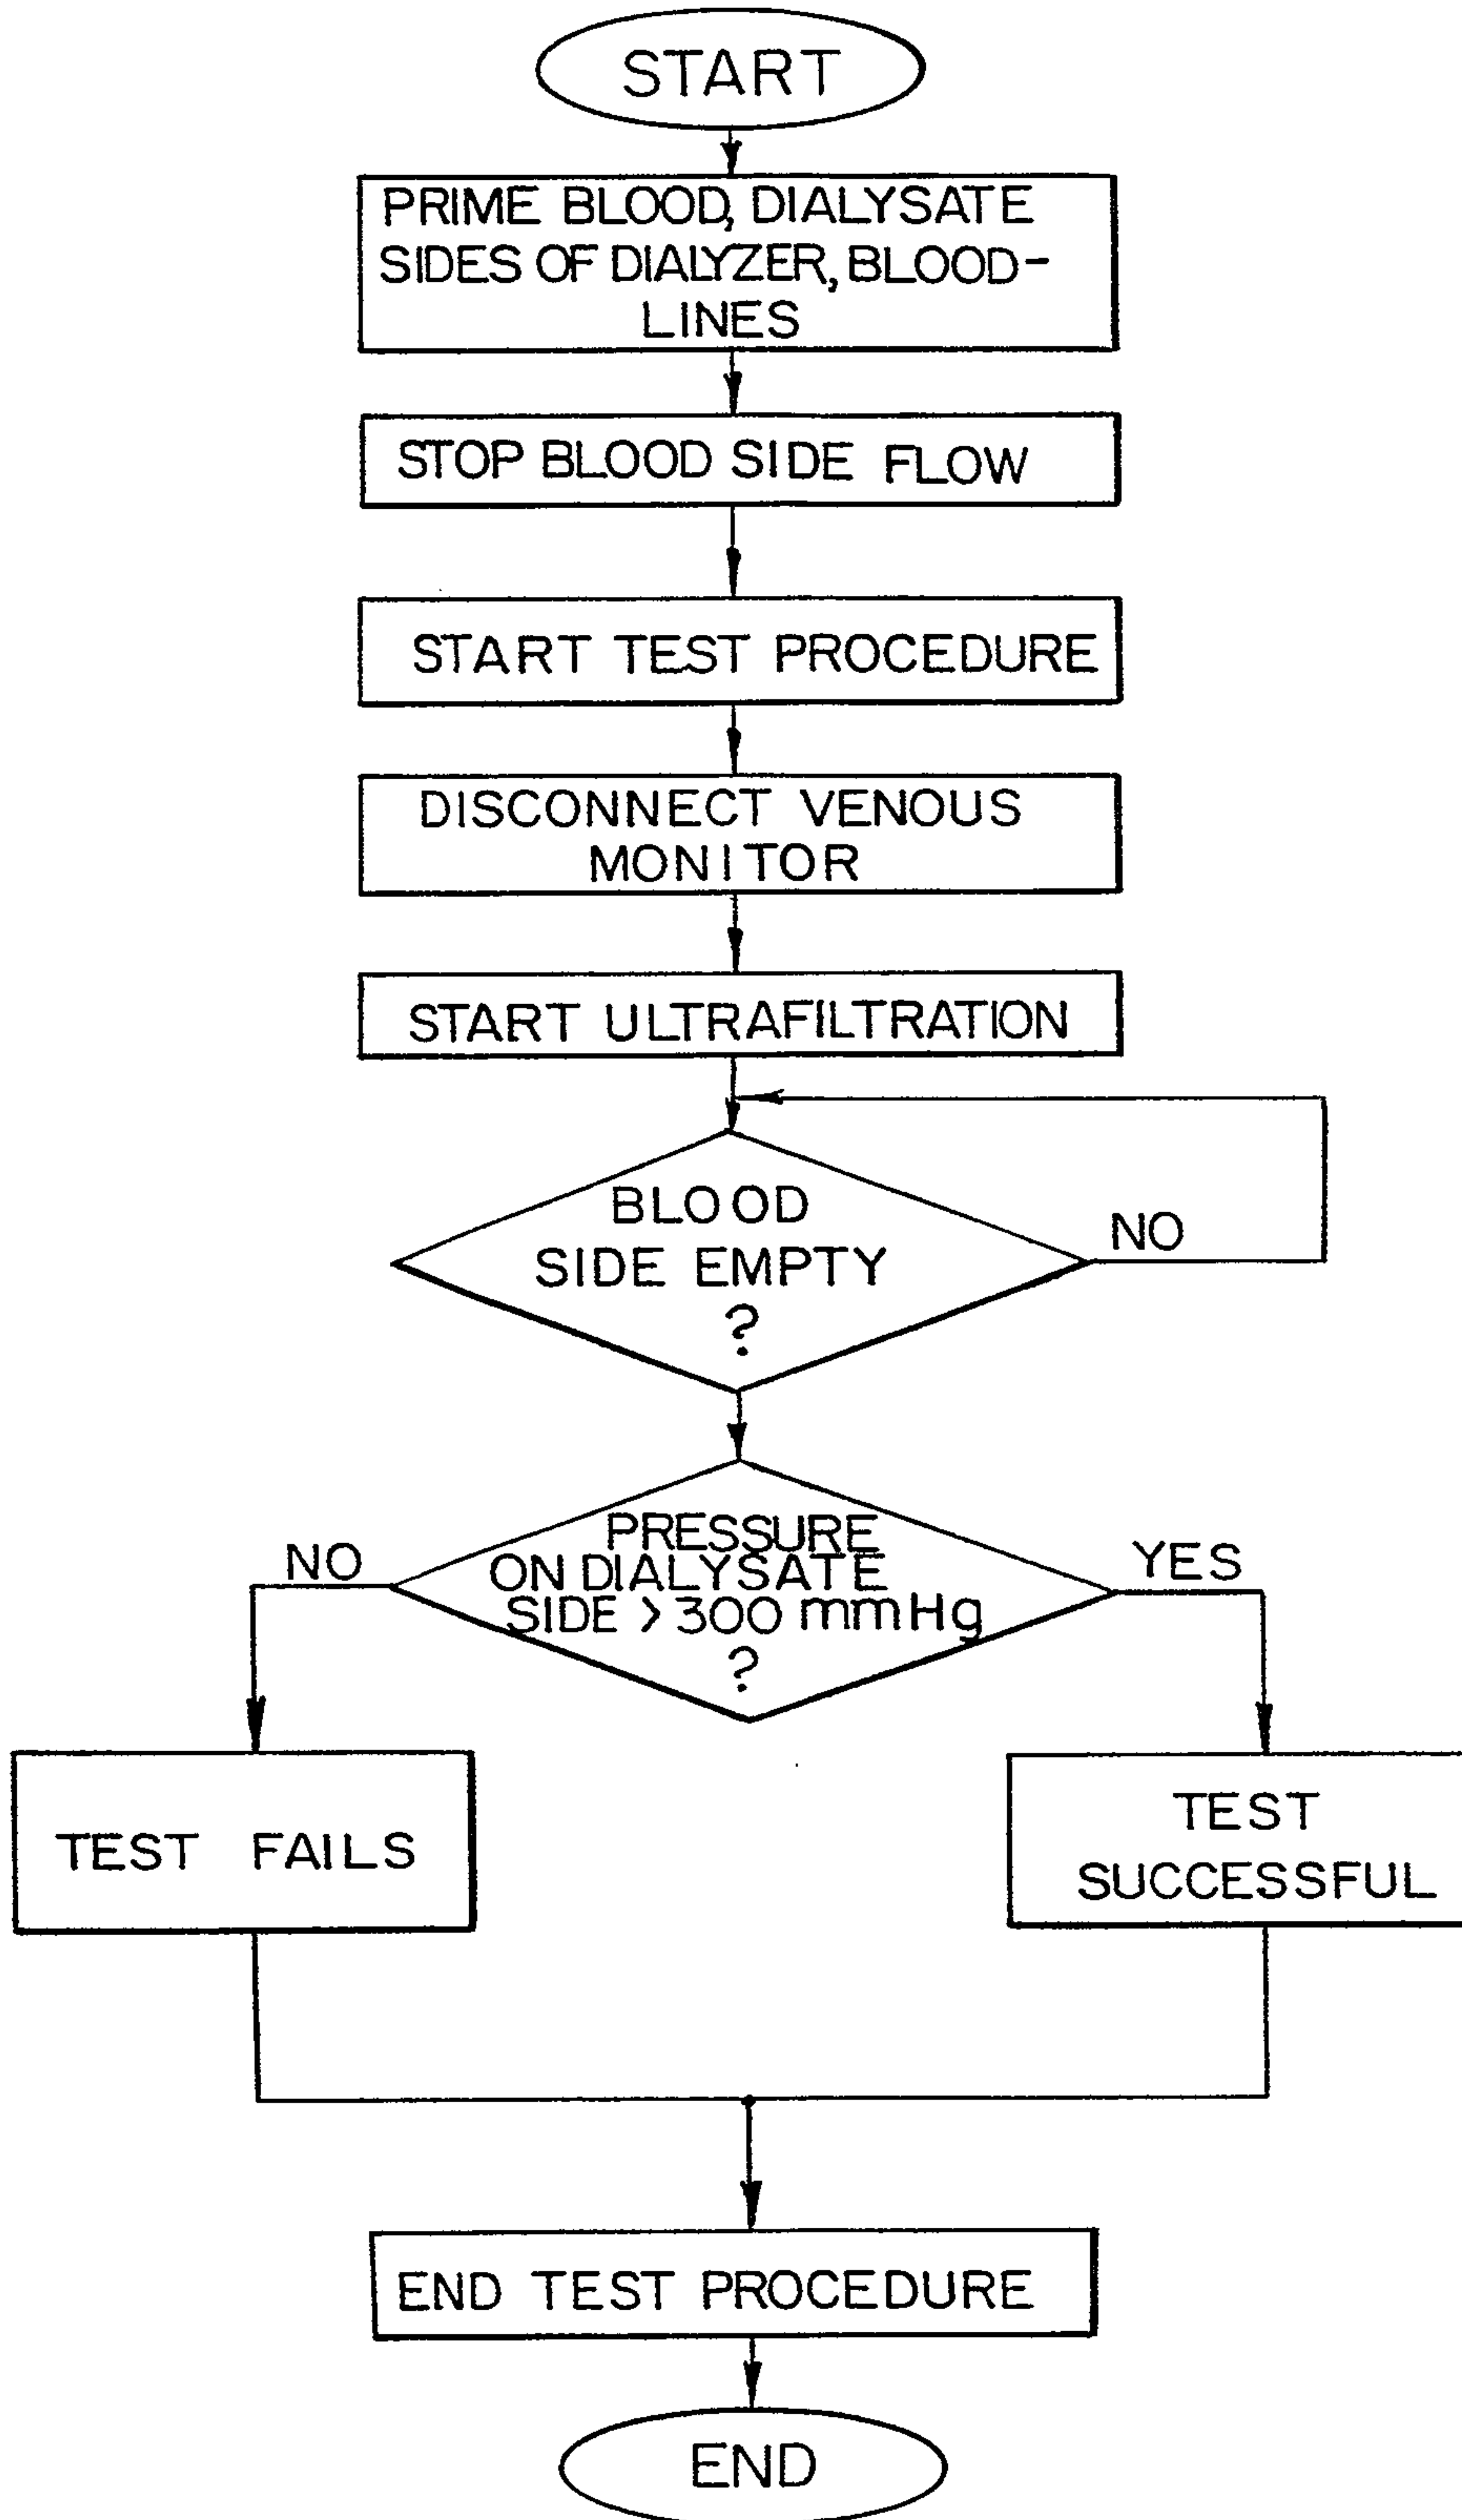 START
PRIME BLOOD, DIALYSATE
SIDES OF DIALYZER, BLOOD-
LINES
STOP BLOOD SIDE FLOW
START TEST PROCEDURE
DISCONNECT VENOUS
MONITOR
START ULTRAFILTRATION
BLOOD
SIDE EMPTY
?
NO
PRESSURE
ON DIALYSATE
SIDE > 300 mmHg
?
NO
YES
TEST FAILS
TEST
SUCCESSFUL
END TEST PROCEDURE
END